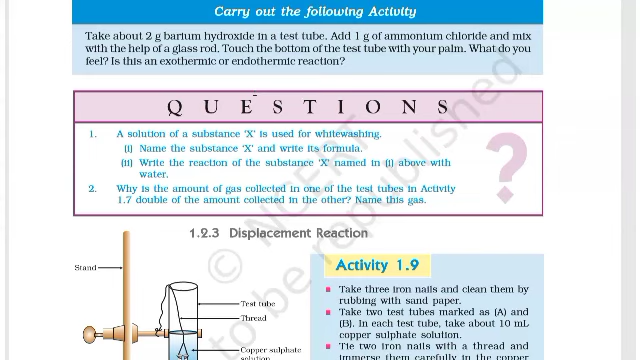 Carry out the following Activity
Take about 2 g barium hydroxide in a test tube. Add 1 g of ammonium chloride and mix
with the help of a glass rod. Touch the bottom of the test tube with your palm. What do you
feel? Is this an exothermic or endothermic reaction?
QUESTIONS
1. A solution of a substance ‘X’ is used for whitewashing.
(i) Name the substance ‘X’ and write its formula.
(ii) Write the reaction of the substance ‘X’ named in (i) above with
water.
2. Why is the amount of gas collected in one of the test tubes in Activity
1.7 double of the amount collected in the other? Name this gas.
?
1.2.3 Displacement Reaction
Stand
Test tube
Thread
Copper sulphate
solution
Activity 1.9
Take three iron nails and clean them by
rubbing with sand paper.
Take two test tubes marked as (A) and
(B). In each test tube, take about 10 mL
copper sulphate solution.
Tie two iron nails with a thread and
immerse them carefully in the copper
© NCERT
to be republished